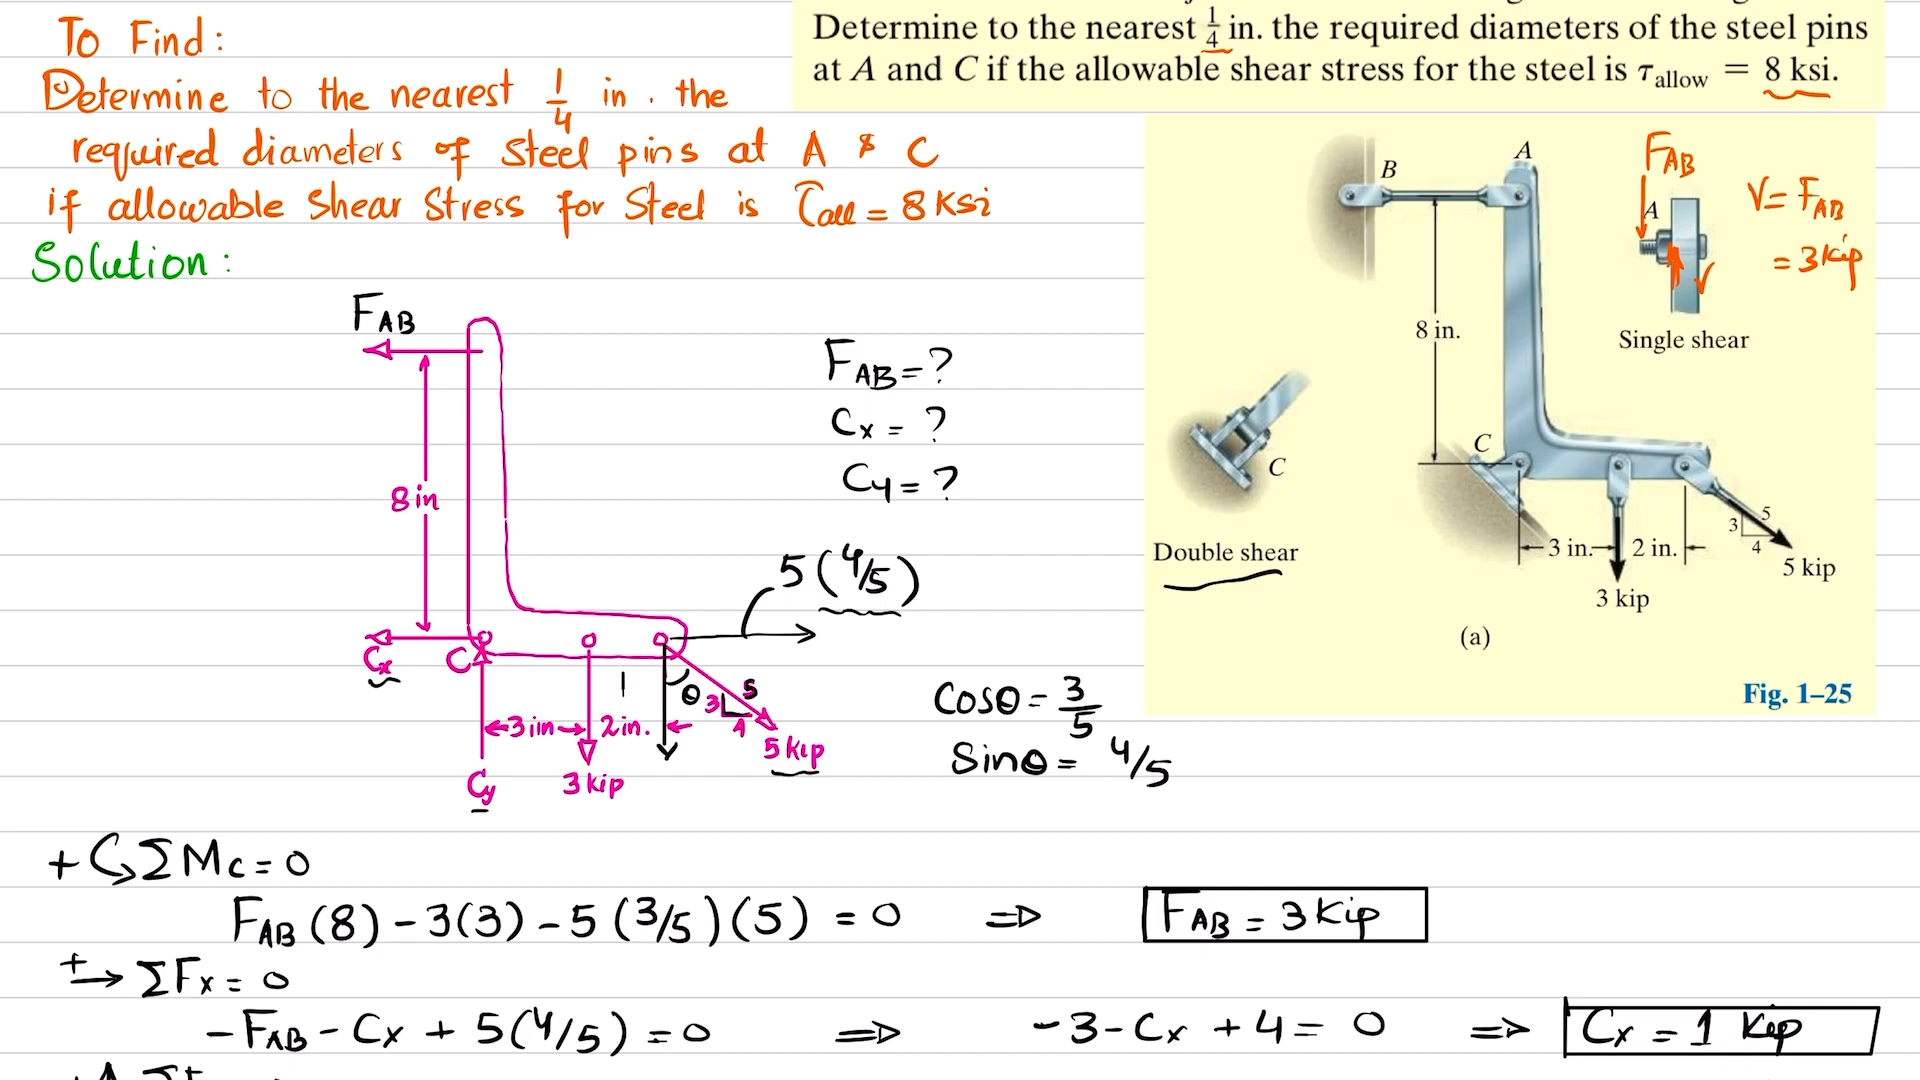 To Find:
Determine to the nearest 1/4 in. the
required diameters of steel pins at A & C
if allowable Shear Stress for Steel is τall = 8 Ksi
Solution:
Determine to the nearest 1/4 in. the required diameters of the steel pins
at A and C if the allowable shear stress for the steel is τallow = 8 ksi.
B
A
FAB
A
V
V = FAB
= 3 kip
Single shear
8 in.
C
C
Double shear
3 in.
2 in.
3
5
4
5 kip
3 kip
(a)
Fig. 1–25
FAB
8 in
Cx
C
Cy
3 in
2 in.
3 kip
θ
3
5
4
5 kip
5(4/5)
FAB = ?
Cx = ?
Cy = ?
Cosθ = 3/5
Sinθ = 4/5
+ ΣMc = 0
FAB (8) - 3(3) - 5 (3/5)(5) = 0 ⇒ FAB = 3 Kip
+→ ΣFx = 0
-FAB - Cx + 5(4/5) = 0 ⇒ -3 - Cx + 4 = 0 ⇒ Cx = 1 Kip